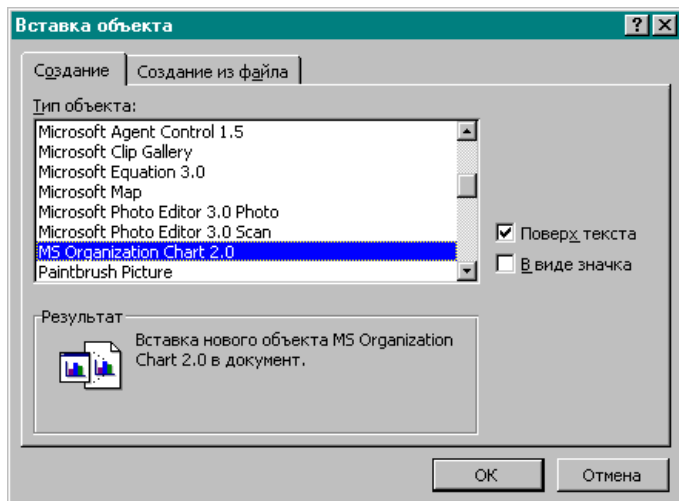 Вставка объекта
Создание
Создание из файла
Тип объекта:
Microsoft Agent Control 1.5
Microsoft Clip Gallery
Microsoft Equation 3.0
Microsoft Map
Microsoft Photo Editor 3.0 Photo
Microsoft Photo Editor 3.0 Scan
MS Organization Chart 2.0
Paintbrush Picture
Поверх текста
В виде значка
Результат
Вставка нового объекта MS Organization
Chart 2.0 в документ.
ОК
Отмена